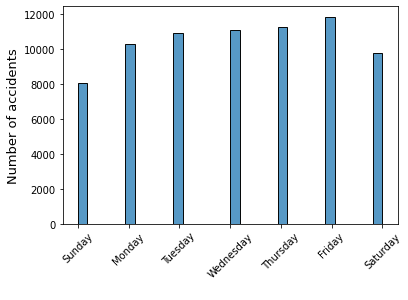 Number of accidents
12000
10000
8000
6000
4000
2000
0
Sunday
Monday
Tuesday
Wednesday
Thursday
Friday
Saturday